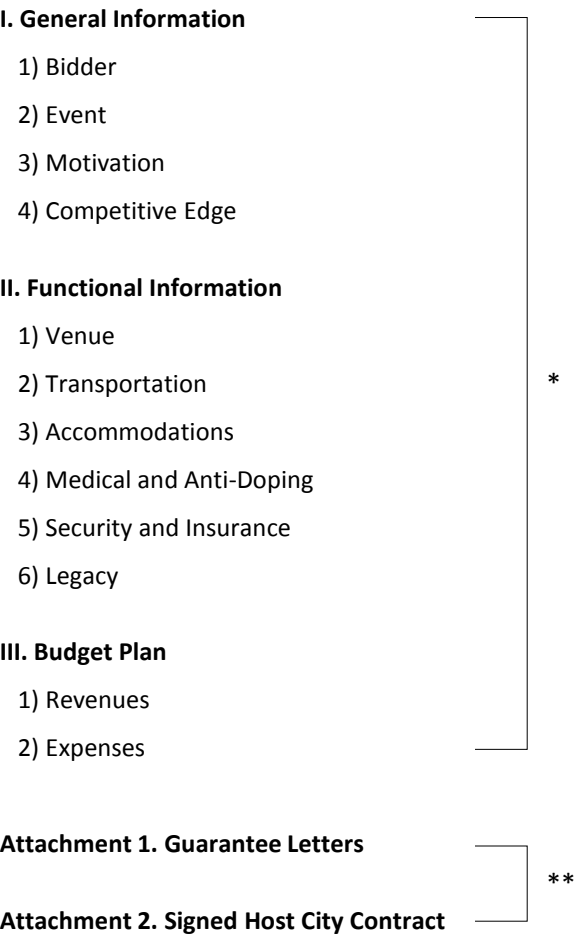 I. General Information
1) Bidder
2) Event
3) Motivation
4) Competitive Edge
II. Functional Information
1) Venue
2) Transportation
*
3) Accommodations
4) Medical and Anti-Doping
5) Security and Insurance
6) Legacy
III. Budget Plan
1) Revenues
2) Expenses
Attachment 1. Guarantee Letters
**
Attachment 2. Signed Host City Contract